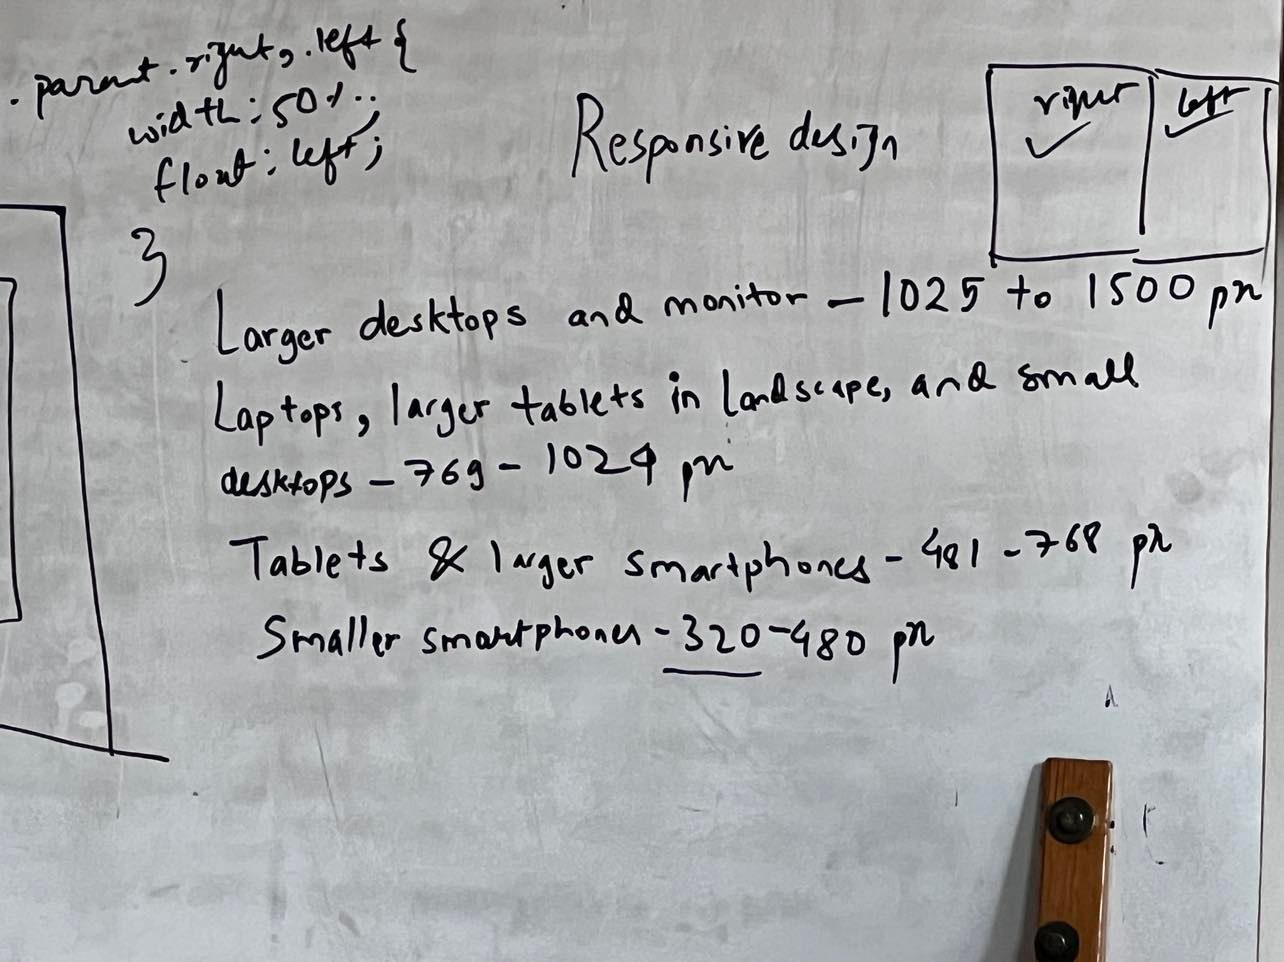 .parent .right, .left {
width: 50%;
float: left;
}
Responsive design
right left
Larger desktops and monitor - 1025 to 1500 px
Laptops, larger tablets in landscape, and small
desktops - 769 - 1024 px
Tablets & larger smartphones - 481 - 768 px
Smaller smartphones - 320 - 480 px